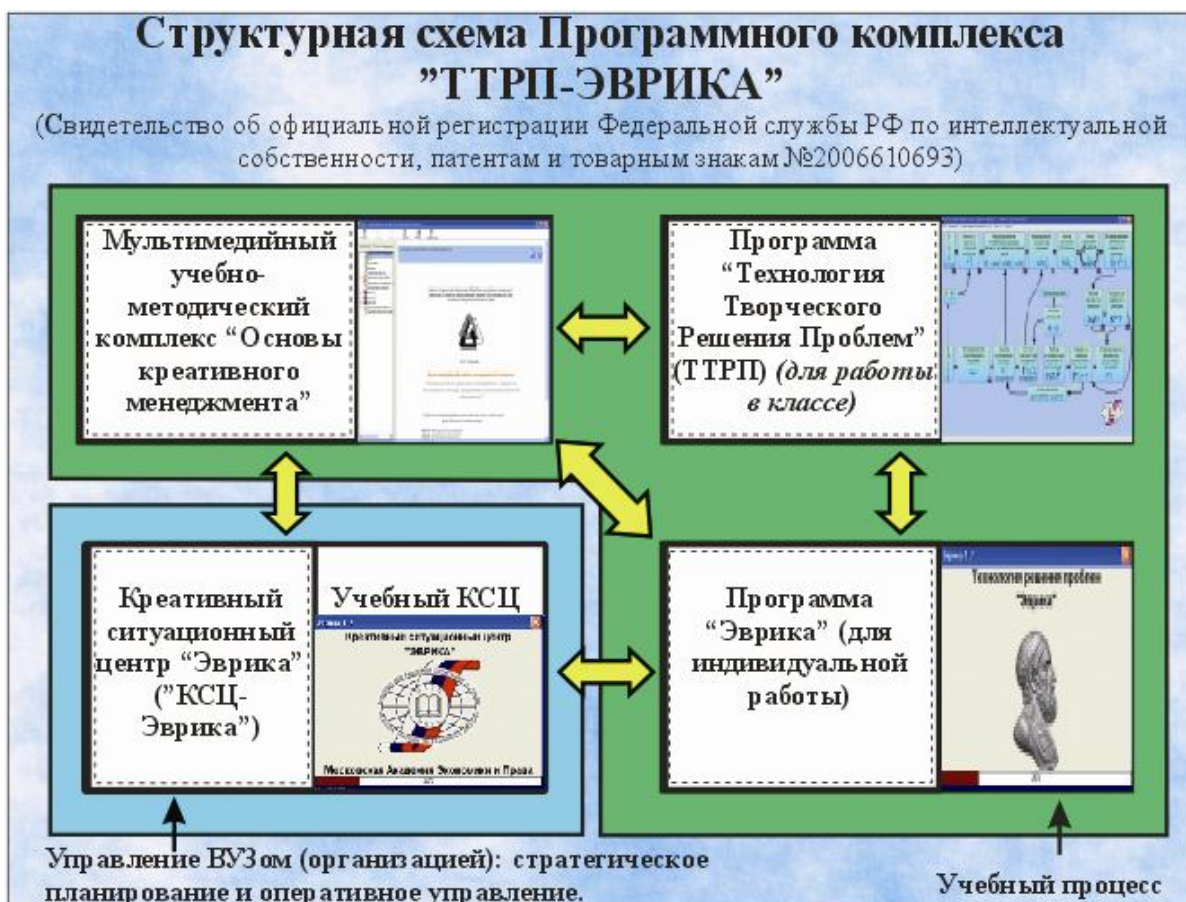 Структурная схема Программного комплекса
”ТТРП-ЭВРИКА”
(Свидетельство об официальной регистрации Федеральной службы РФ по интеллектуальной
собственности, патентам и товарным знакам №2006610693)
Мультимедийный
учебно-
методический
комплекс “Основы
креативного
менеджмента”
Программа
“Технология
Творческого
Решения Проблем”
(ТТРП) (для работы
в классе)
Креативный
ситуационный
центр “Эврика”
(”КСЦ-
Эврика”)
Учебный КСЦ
Креативный ситуационный центр
"ЭВРИКА"
Московская Академия Экономики и Права
Программа
“Эврика” (для
индивидуальной
работы)
Технология решения проблем
"Эврика"
Управление ВУЗом (организацией): стратегическое
планирование и оперативное управление.
Учебный процесс